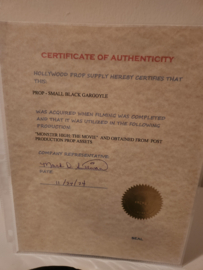 CERTIFICATE OF AUTHENTICITY
HOLLYWOOD PROP SUPPLY HEREBY CERTIFIES THAT
THE:
PROP - SMALL BLACK GARGOYLE
WAS ACQUIRED WHEN FILMING WAS COMPLETED
AND THAT IT WAS UTILIZED IN THE FOLLOWING
PRODUCTION:
"MONSTER HIGH: THE MOVIE" AND OBTAINED FROM: POST
PRODUCTION PROP ASSETS
COMPANY REPRESENTATIVE
DATE
SEAL